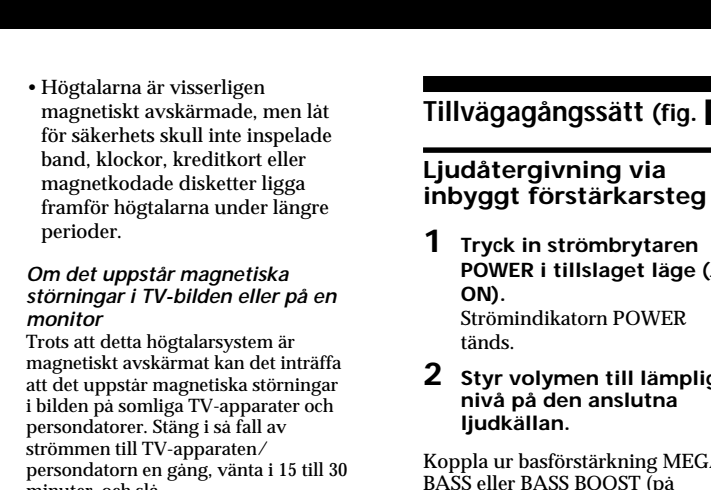 • Högtalarna är visserligen
magnetiskt avskärmade, men låt
för säkerhets skull inte inspelade
band, klockor, kreditkort eller
magnetkodade disketter ligga
framför högtalarna under längre
perioder.
Om det uppstår magnetiska
störningar i TV-bilden eller på en
monitor
Trots att detta högtalarsystem är
magnetiskt avskärmat kan det inträffa
att det uppstår magnetiska störningar
i bilden på somliga TV-apparater och
persondatorer. Stäng i så fall av
strömmen till TV-apparaten/
persondatorn en gång, vänta i 15 till 30
minuter, och slå
Tillvägagångssätt (fig.
Ljudåtergivning via
inbyggt förstärkarsteg
1 Tryck in strömbrytaren
POWER i tillslaget läge (
ON).
Strömindikatorn POWER
tänds.
2 Styr volymen till lämplig
nivå på den anslutna
ljudkällan.
Koppla ur basförstärkning MEGA
BASS eller BASS BOOST (på